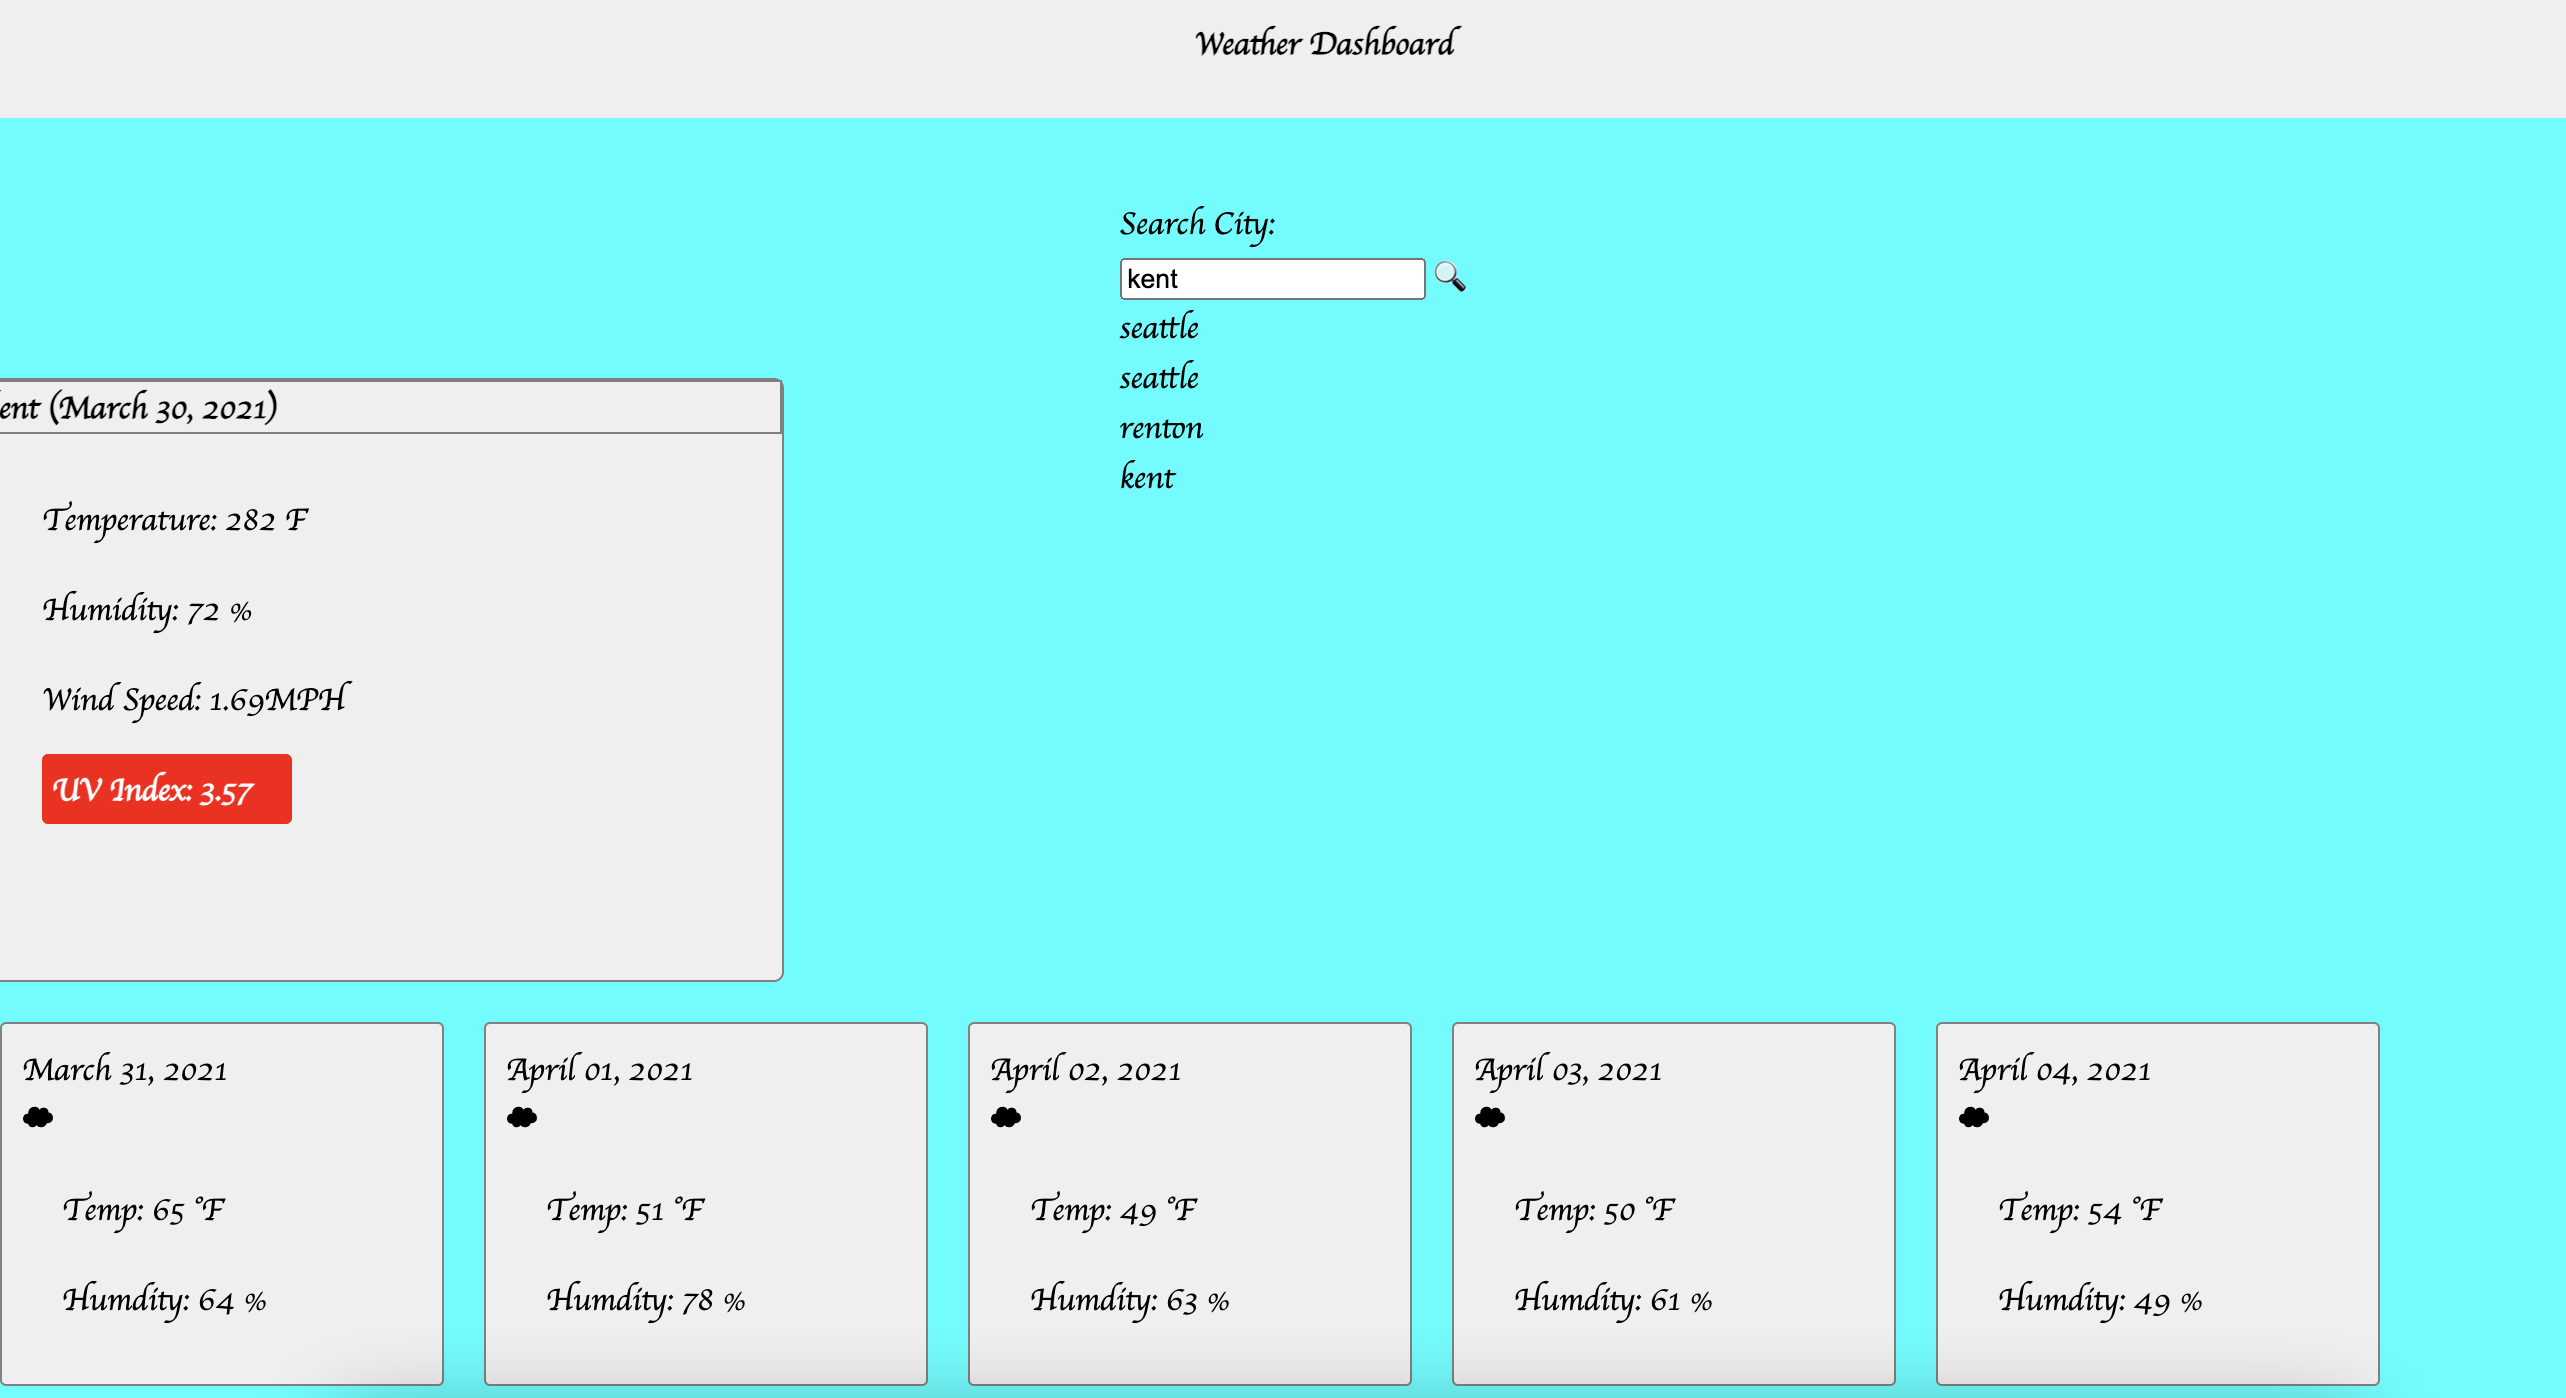 Weather Dashboard
Search City:
kent
seattle
seattle
renton
kent
ent (March 30, 2021)
Temperature: 282 F
Humidity: 72 %
Wind Speed: 1.69MPH
UV Index: 3.57
March 31, 2021
Temp: 65 °F
Humdity: 64 %
April 01, 2021
Temp: 51 °F
Humdity: 78 %
April 02, 2021
Temp: 49 °F
Humdity: 63 %
April 03, 2021
Temp: 50 °F
Humdity: 61 %
April 04, 2021
Temp: 54 °F
Humdity: 49 %